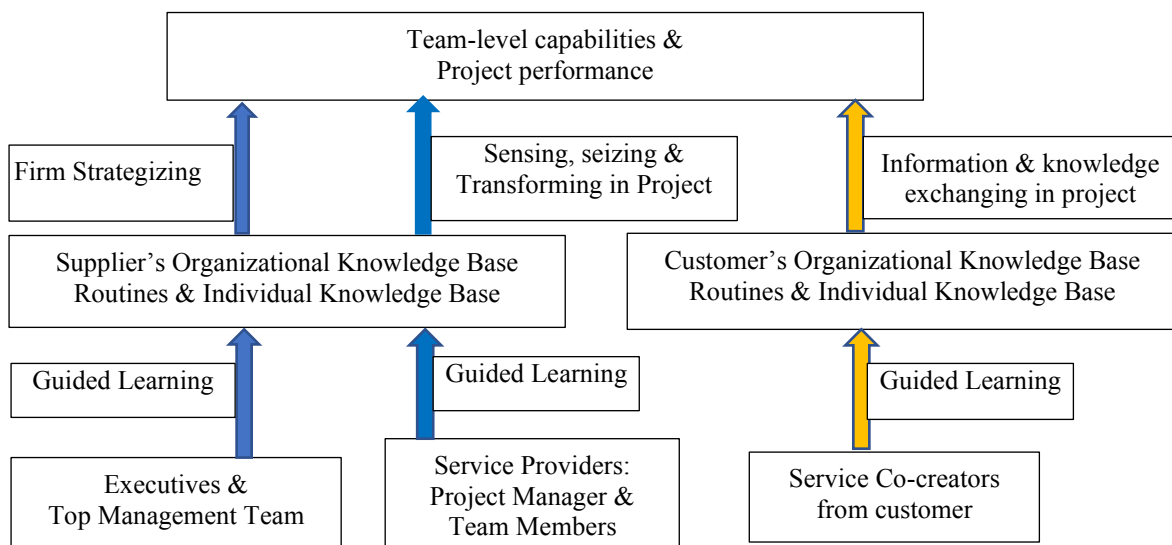 Team-level capabilities &
Project performance
Firm Strategizing
Sensing, seizing &
Transforming in Project
Information & knowledge
exchanging in project
Supplier’s Organizational Knowledge Base
Routines & Individual Knowledge Base
Customer’s Organizational Knowledge Base
Routines & Individual Knowledge Base
Guided Learning
Guided Learning
Guided Learning
Executives &
Top Management Team
Service Providers:
Project Manager &
Team Members
Service Co-creators
from customer